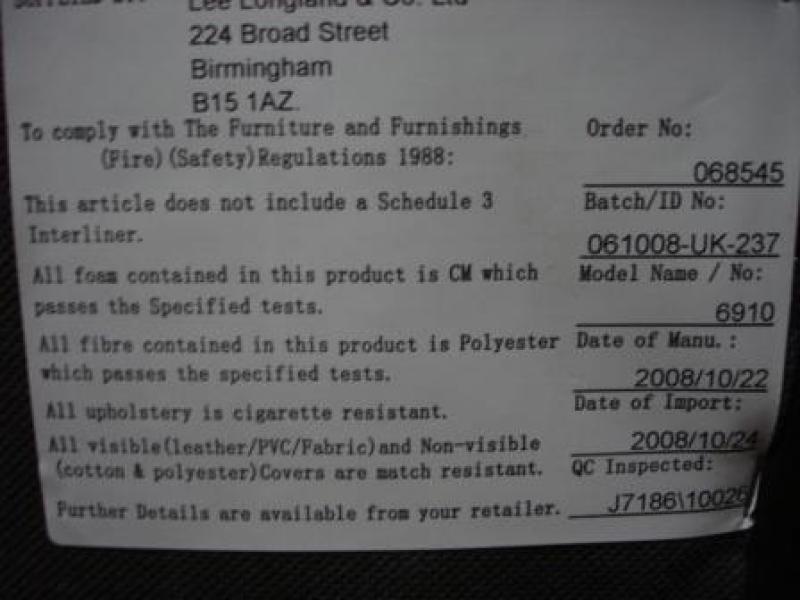 Lee Longland & Co. Ltd
224 Broad Street
Birmingham
B15 1AZ.
To comply with The Furniture and Furnishings
(Fire)(Safety)Regulations 1988:
This article does not include a Schedule 3
Interliner.
All foam contained in this product is CM which
passes the Specified tests.
All fibre contained in this product is Polyester
which passes the specified tests.
All upholstery is cigarette resistant.
All visible(leather/PVC/Fabric)and Non-visible
(cotton & polyester)Covers are match resistant.
Further Details are available from your retailer.
Order No:
068545
Batch/ID No:
061008-UK-237
Model Name / No:
6910
Date of Manu.:
2008/10/22
Date of Import:
2008/10/24
QC Inspected:
J7186\10026